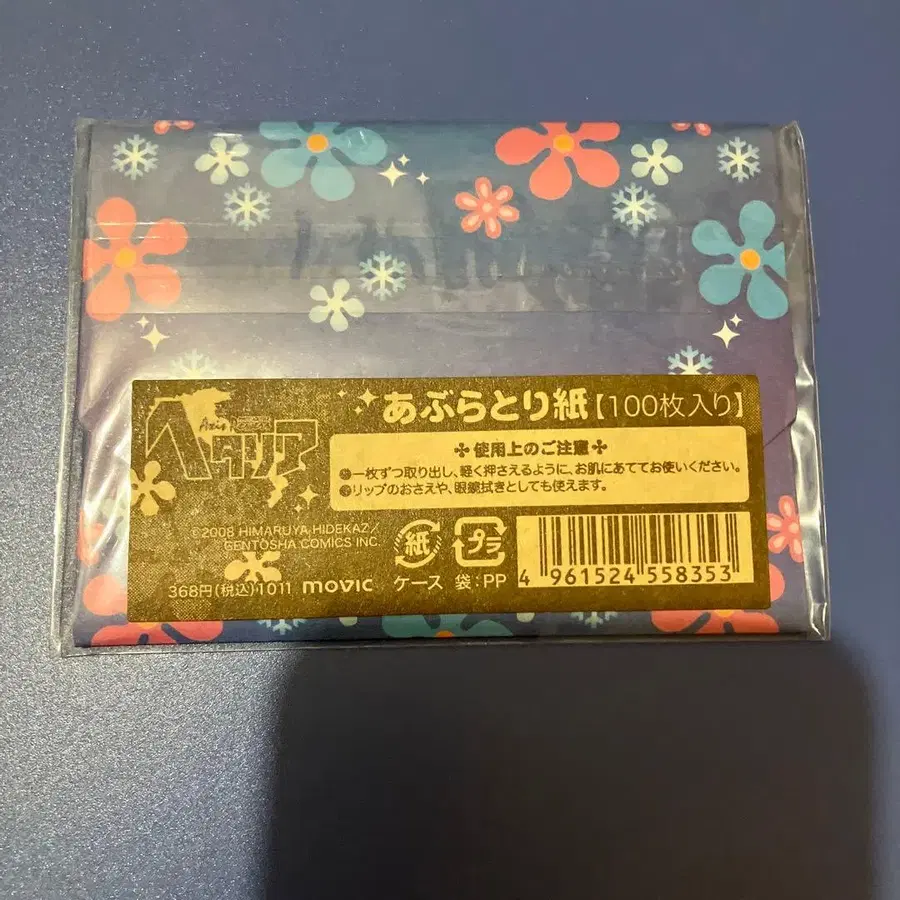 あぶらとり紙【100枚入り】
Axis
ヘタリア
使用上のご注意
●一枚ずつ取り出し、軽く押さえるように、お肌にあててお使いください。
●リップのおさえや、眼鏡拭きとしても使えます。
©2008 HIMARUYA HIDEKAZ／
GENTOSHA COMICS INC.
紙
プラ
368円(税込)1011 movic ケース 袋:PP
4 961524 558353